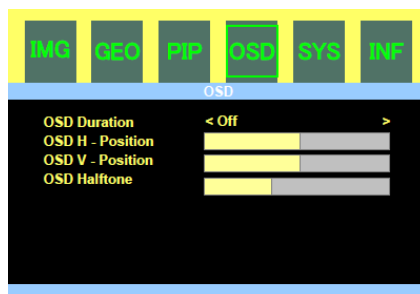 IMG GEO PIP OSD SYS INF
OSD
OSD Duration < Off >
OSD H - Position
OSD V - Position
OSD Halftone